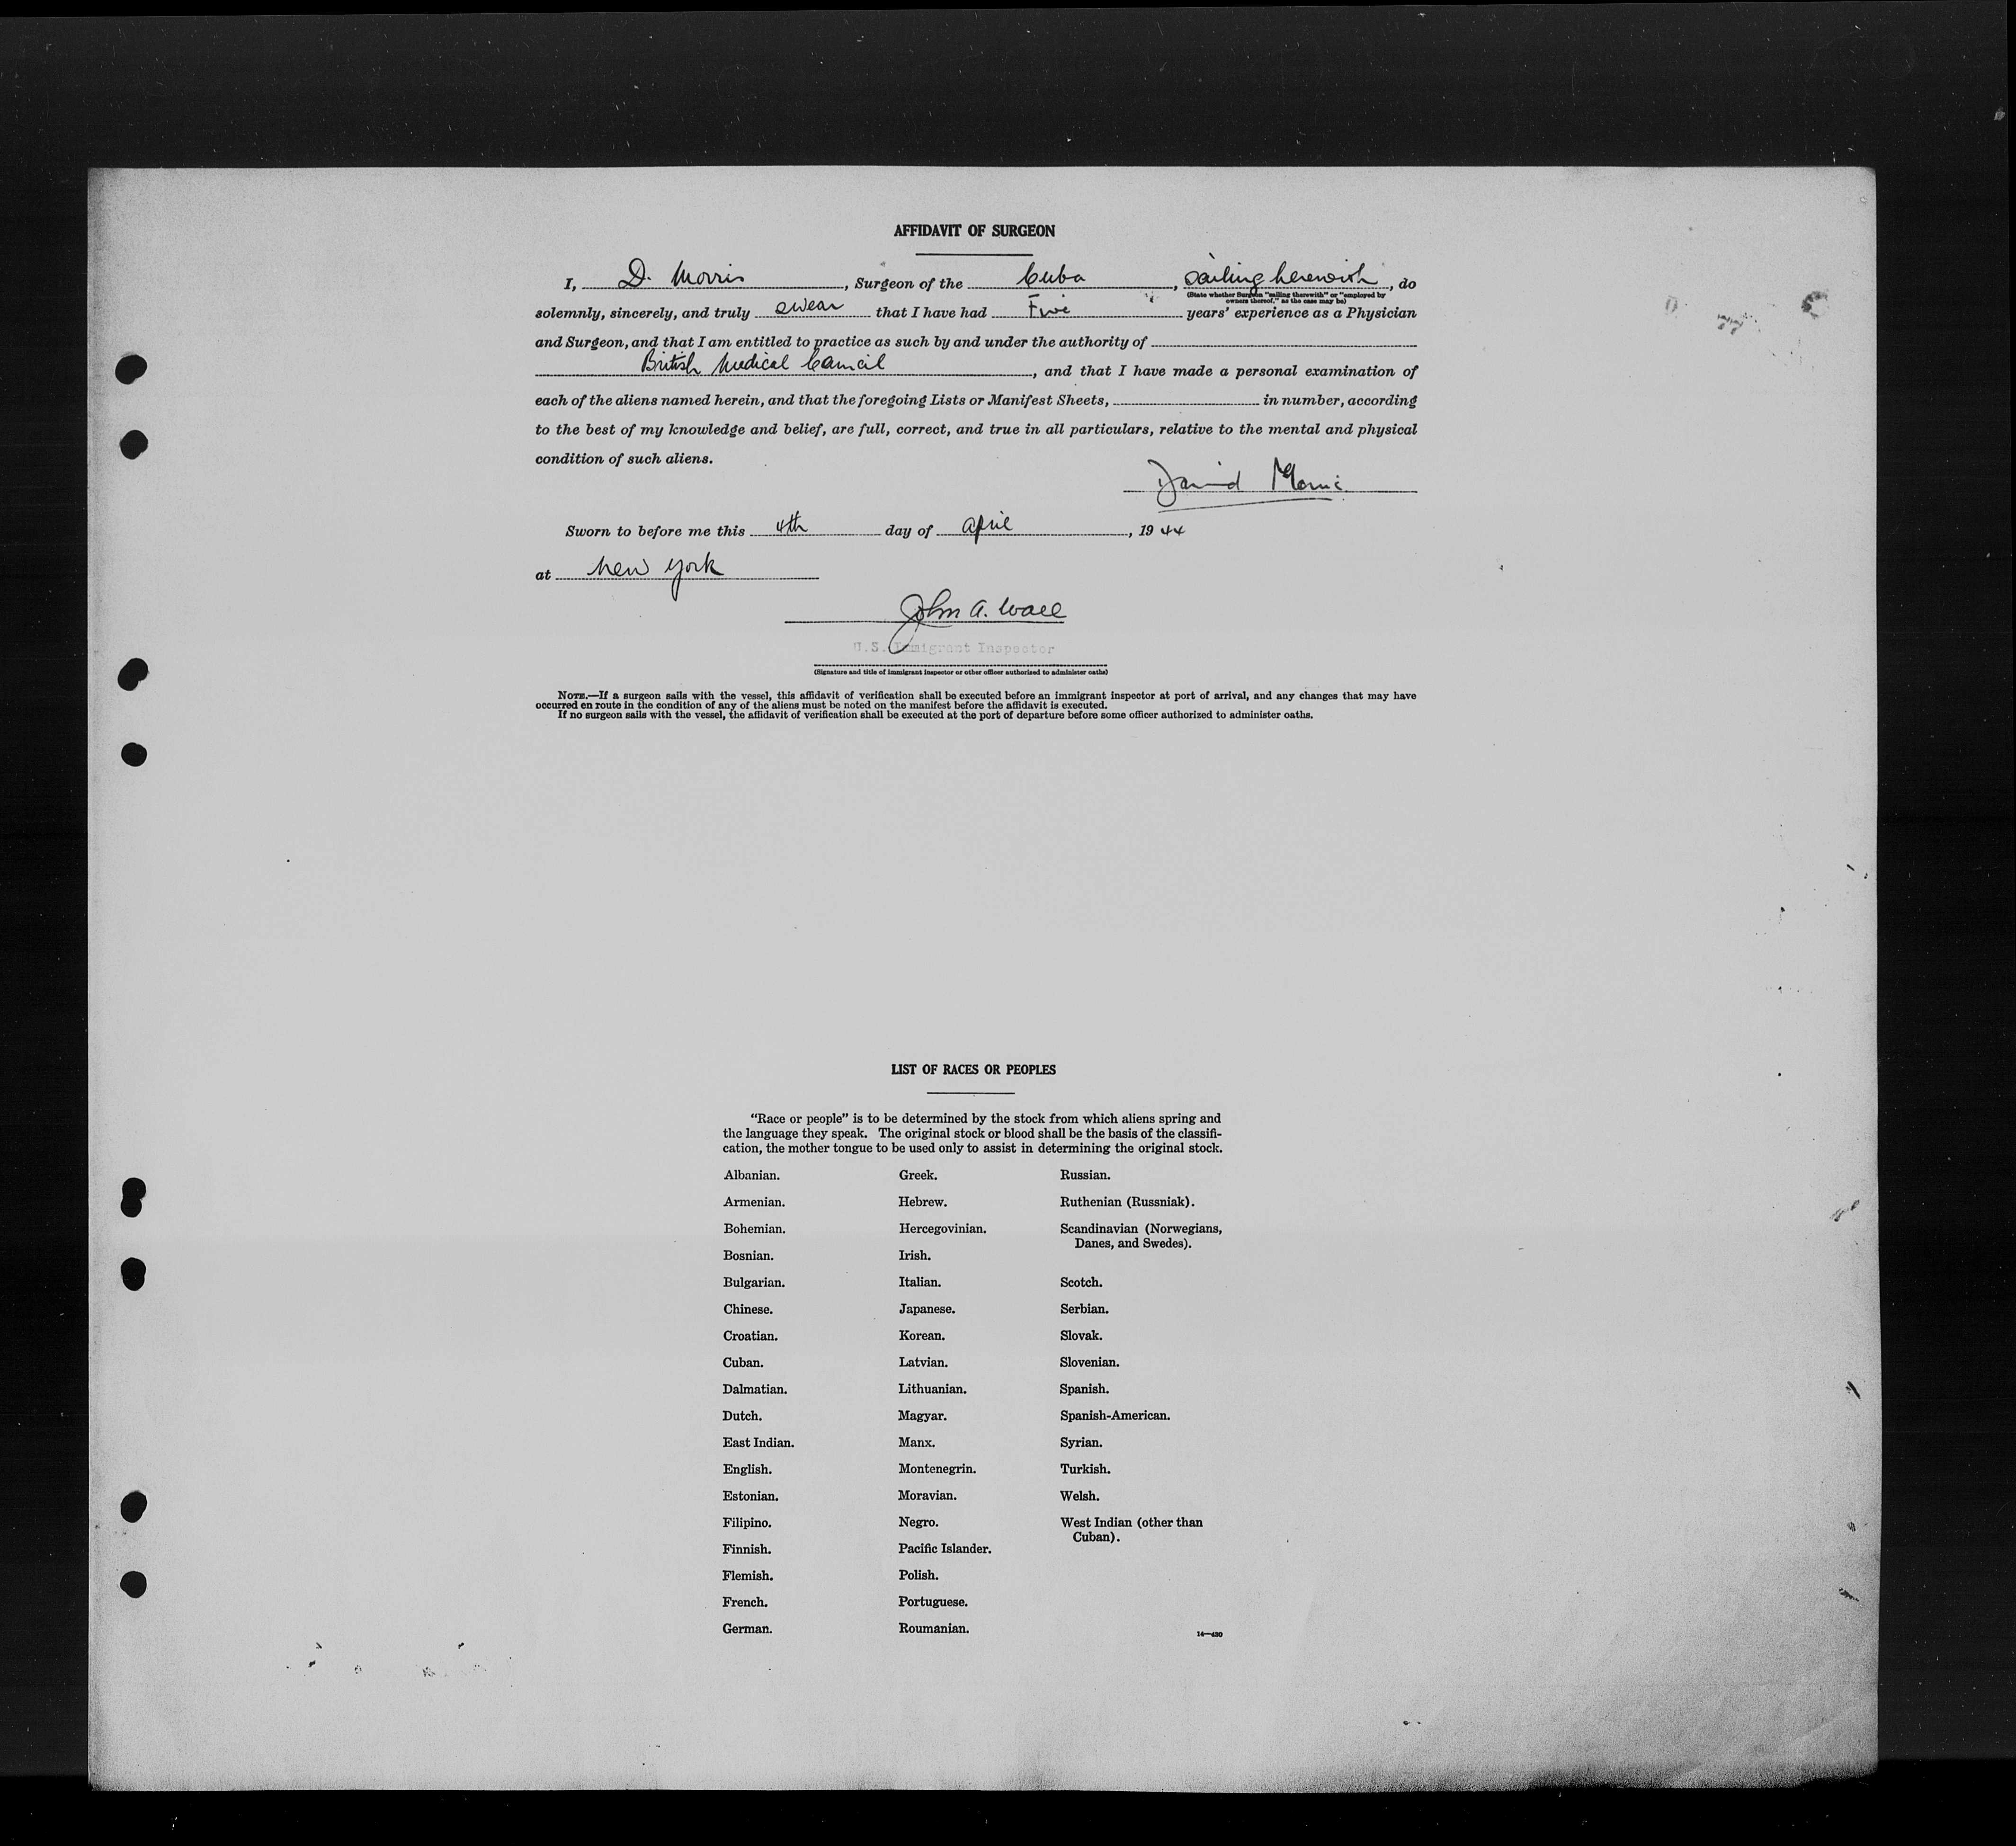 AFFIDAVIT OF SURGEON
I, D. Morris, Surgeon of the Cuba, sailing herewith, do
(State whether Surgeon "sailing therewith" or "employed by
owners thereof," as the case may be)
solemnly, sincerely, and truly swear that I have had Five years' experience as a Physician
and Surgeon, and that I am entitled to practice as such by and under the authority of
British Medical Council, and that I have made a personal examination of
each of the aliens named herein, and that the foregoing Lists or Manifest Sheets, in number, according
to the best of my knowledge and belief, are full, correct, and true in all particulars, relative to the mental and physical
condition of such aliens.
David Morris
Sworn to before me this 4th day of April, 1944
at New York
John A. Wall
U.S. Immigrant Inspector
(Signature and title of immigrant inspector or other officer authorized to administer oaths)
NOTE.—If a surgeon sails with the vessel, this affidavit of verification shall be executed before an immigrant inspector at port of arrival, and any changes that may have
occurred en route in the condition of any of the aliens must be noted on the manifest before the affidavit is executed.
If no surgeon sails with the vessel, the affidavit of verification shall be executed at the port of departure before some officer authorized to administer oaths.
LIST OF RACES OR PEOPLES
"Race or people" is to be determined by the stock from which aliens spring and
the language they speak. The original stock or blood shall be the basis of the classifi-
cation, the mother tongue to be used only to assist in determining the original stock.
Albanian.
Armenian.
Bohemian.
Bosnian.
Bulgarian.
Chinese.
Croatian.
Cuban.
Dalmatian.
Dutch.
East Indian.
English.
Estonian.
Filipino.
Finnish.
Flemish.
French.
German.
Greek.
Hebrew.
Hercegovinian.
Irish.
Italian.
Japanese.
Korean.
Latvian.
Lithuanian.
Magyar.
Manx.
Montenegrin.
Moravian.
Negro.
Pacific Islander.
Polish.
Portuguese.
Roumanian.
Russian.
Ruthenian (Russniak).
Scandinavian (Norwegians,
Danes, and Swedes).
Scotch.
Serbian.
Slovak.
Slovenian.
Spanish.
Spanish-American.
Syrian.
Turkish.
Welsh.
West Indian (other than
Cuban).
14—430